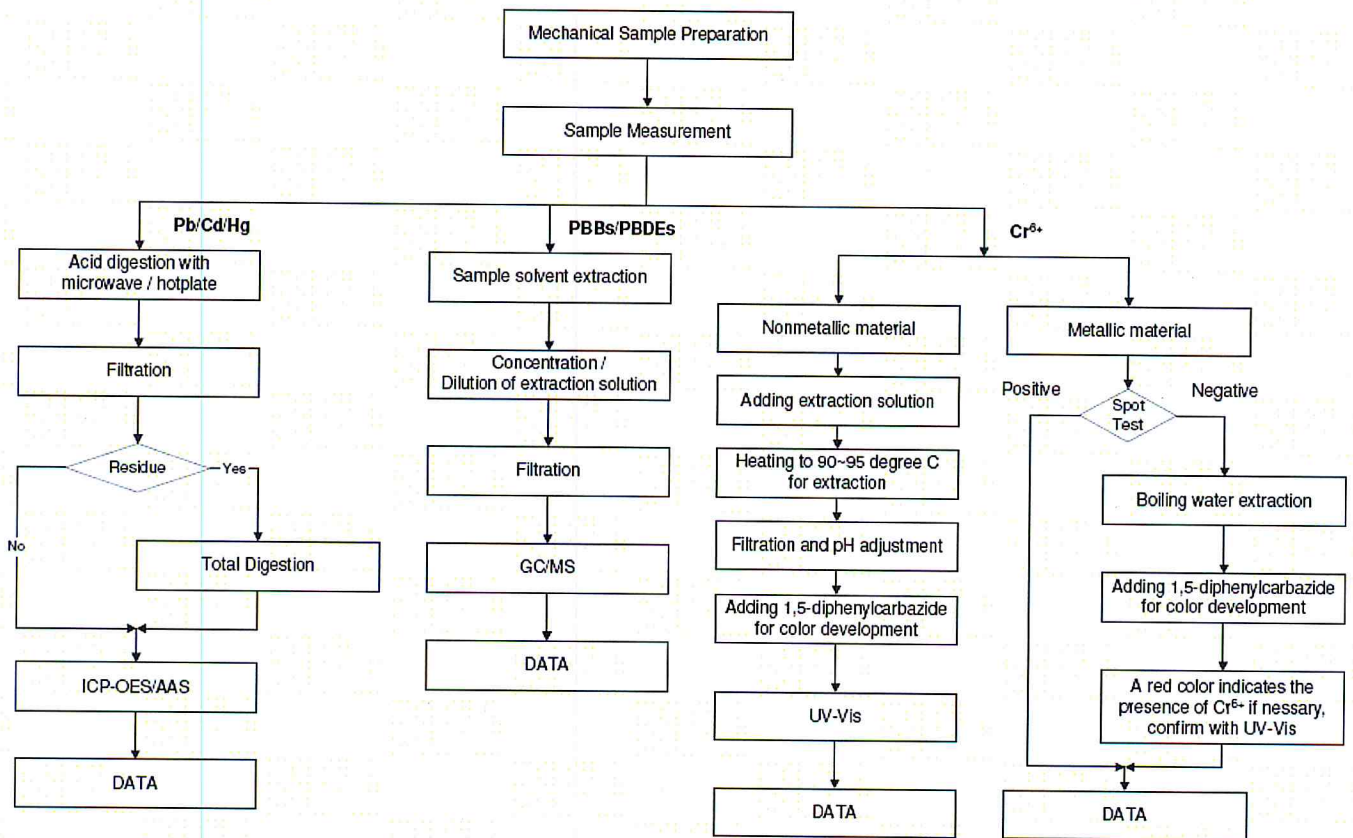 Mechanical Sample Preparation
Sample Measurement
Pb/Cd/Hg
Acid digestion with
microwave / hotplate
Filtration
Residue
Yes
No
Total Digestion
ICP-OES/AAS
DATA
PBBs/PBDEs
Sample solvent extraction
Concentration /
Dilution of extraction solution
Filtration
GC/MS
DATA
Cr⁶⁺
Nonmetallic material
Adding extraction solution
Heating to 90~95 degree C
for extraction
Filtration and pH adjustment
Adding 1,5-diphenylcarbazide
for color development
UV-Vis
DATA
Metallic material
Positive
Negative
Spot
Test
Boiling water extraction
Adding 1,5-diphenylcarbazide
for color development
A red color indicates the
presence of Cr⁶⁺ if nessary,
confirm with UV-Vis
DATA